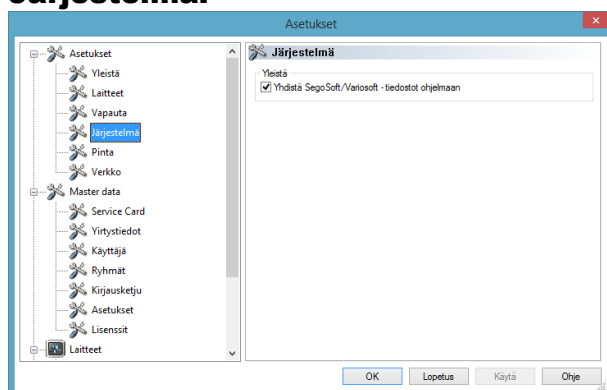 Järjestelmä:
Asetukset
Asetukset
Yleistä
Laitteet
Vapauta
Järjestelmä
Pinta
Verkko
Master data
Service Card
Yirtystiedot
Käyttäjä
Ryhmät
Kirjausketju
Asetukset
Lisenssit
Laitteet
Järjestelmä
Yleistä
Yhdistä SegoSoft/Variosoft - tiedostot ohjelmaan
OK Lopetus Käytä Ohje